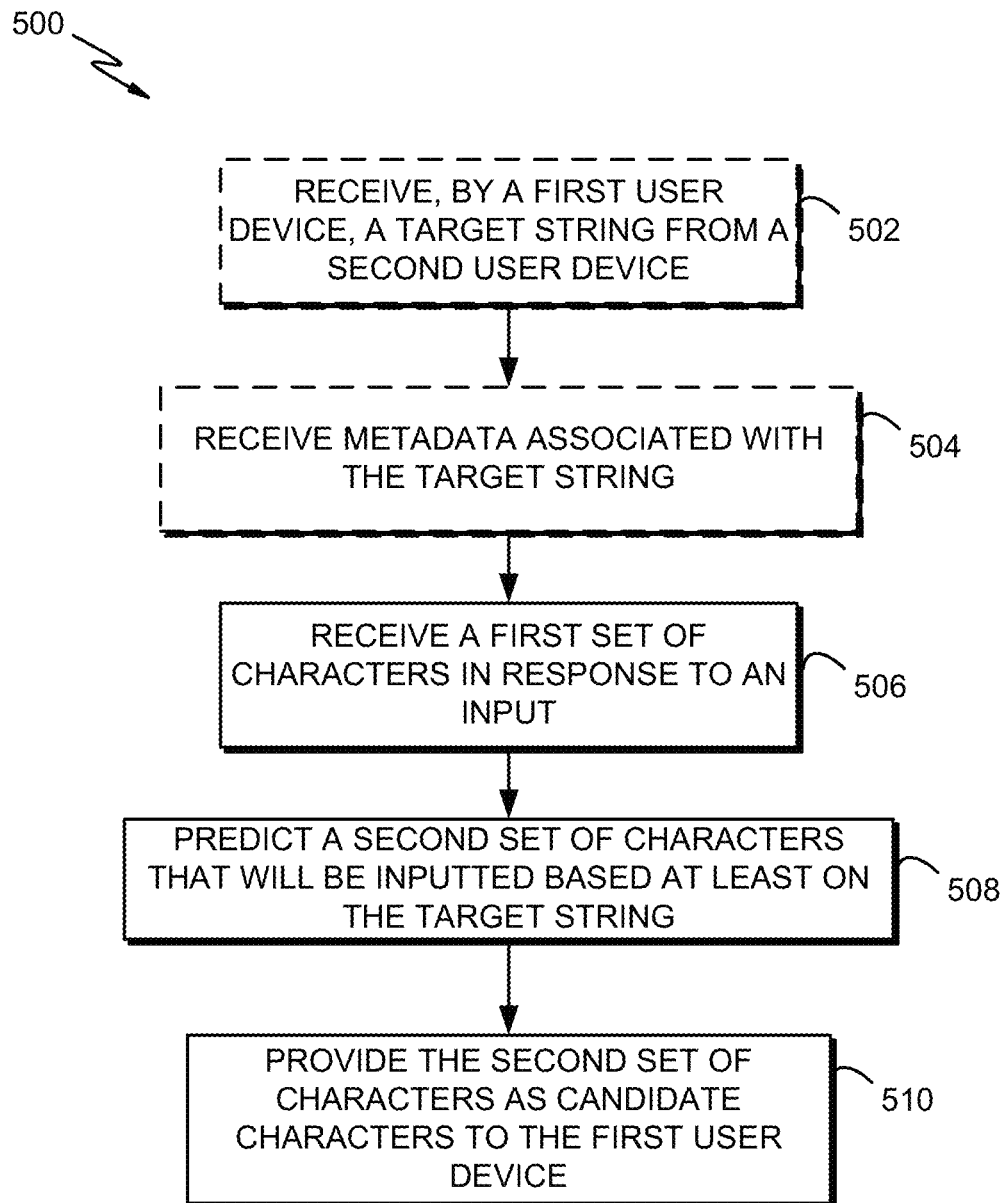 500
RECEIVE, BY A FIRST USER
DEVICE, A TARGET STRING FROM A
SECOND USER DEVICE
502
RECEIVE METADATA ASSOCIATED WITH
THE TARGET STRING
504
RECEIVE A FIRST SET OF
CHARACTERS IN RESPONSE TO AN
INPUT
506
PREDICT A SECOND SET OF CHARACTERS
THAT WILL BE INPUTTED BASED AT LEAST ON
THE TARGET STRING
508
PROVIDE THE SECOND SET OF
CHARACTERS AS CANDIDATE
CHARACTERS TO THE FIRST USER
DEVICE
510